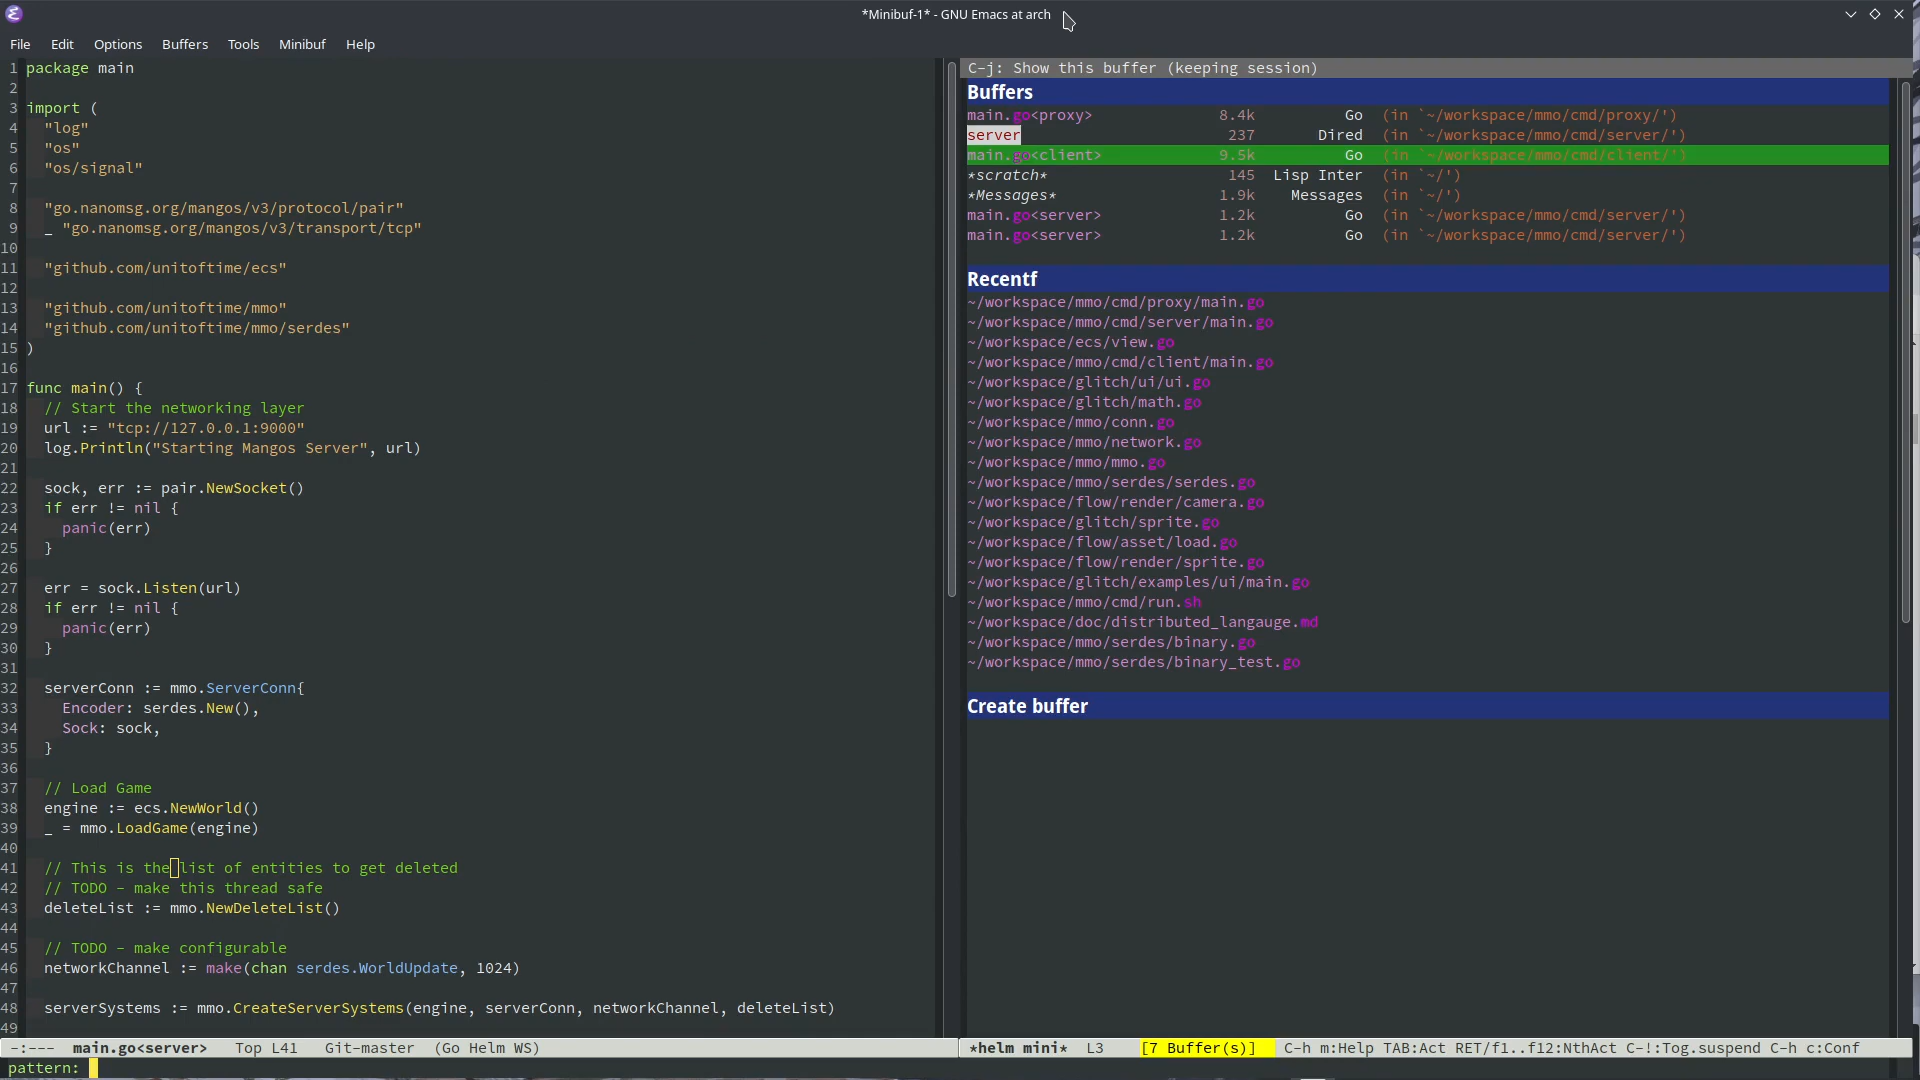 *Minibuf-1* - GNU Emacs at arch
File Edit Options Buffers Tools Minibuf Help
1 package main
2
3 import (
4 "log"
5 "os"
6 "os/signal"
7
8 "go.nanomsg.org/mangos/v3/protocol/pair"
9 _ "go.nanomsg.org/mangos/v3/transport/tcp"
10
11 "github.com/unitoftime/ecs"
12
13 "github.com/unitoftime/mmo"
14 "github.com/unitoftime/mmo/serdes"
15 )
16
17 func main() {
18 // Start the networking layer
19 url := "tcp://127.0.0.1:9000"
20 log.Println("Starting Mangos Server", url)
21
22 sock, err := pair.NewSocket()
23 if err != nil {
24 panic(err)
25 }
26
27 err = sock.Listen(url)
28 if err != nil {
29 panic(err)
30 }
31
32 serverConn := mmo.ServerConn{
33 Encoder: serdes.New(),
34 Sock: sock,
35 }
36
37 // Load Game
38 engine := ecs.NewWorld()
39 _ = mmo.LoadGame(engine)
40
41 // This is the list of entities to get deleted
42 // TODO - make this thread safe
43 deleteList := mmo.NewDeleteList()
44
45 // TODO - make configurable
46 networkChannel := make(chan serdes.WorldUpdate, 1024)
47
48 serverSystems := mmo.CreateServerSystems(engine, serverConn, networkChannel, deleteList)
49
-:--- main.go<server> Top L41 Git-master (Go Helm WS)
pattern:
C-j: Show this buffer (keeping session)
Buffers
main.go<proxy> 8.4k Go (in `~/workspace/mmo/cmd/proxy/')
server 237 Dired (in `~/workspace/mmo/cmd/server/')
main.go<client> 9.5k Go (in `~/workspace/mmo/cmd/client/')
*scratch* 145 Lisp Inter (in `~/')
*Messages* 1.9k Messages (in `~/')
main.go<server> 1.2k Go (in `~/workspace/mmo/cmd/server/')
main.go<server> 1.2k Go (in `~/workspace/mmo/cmd/server/')
Recentf
~/workspace/mmo/cmd/proxy/main.go
~/workspace/mmo/cmd/server/main.go
~/workspace/ecs/view.go
~/workspace/mmo/cmd/client/main.go
~/workspace/glitch/ui/ui.go
~/workspace/glitch/math.go
~/workspace/mmo/conn.go
~/workspace/mmo/network.go
~/workspace/mmo/mmo.go
~/workspace/mmo/serdes/serdes.go
~/workspace/flow/render/camera.go
~/workspace/glitch/sprite.go
~/workspace/flow/asset/load.go
~/workspace/flow/render/sprite.go
~/workspace/glitch/examples/ui/main.go
~/workspace/mmo/cmd/run.sh
~/workspace/doc/distributed_langauge.md
~/workspace/mmo/serdes/binary.go
~/workspace/mmo/serdes/binary_test.go
Create buffer
*helm mini* L3 [7 Buffer(s)] C-h m:Help TAB:Act RET/f1..f12:NthAct C-!:Tog.suspend C-h c:Conf